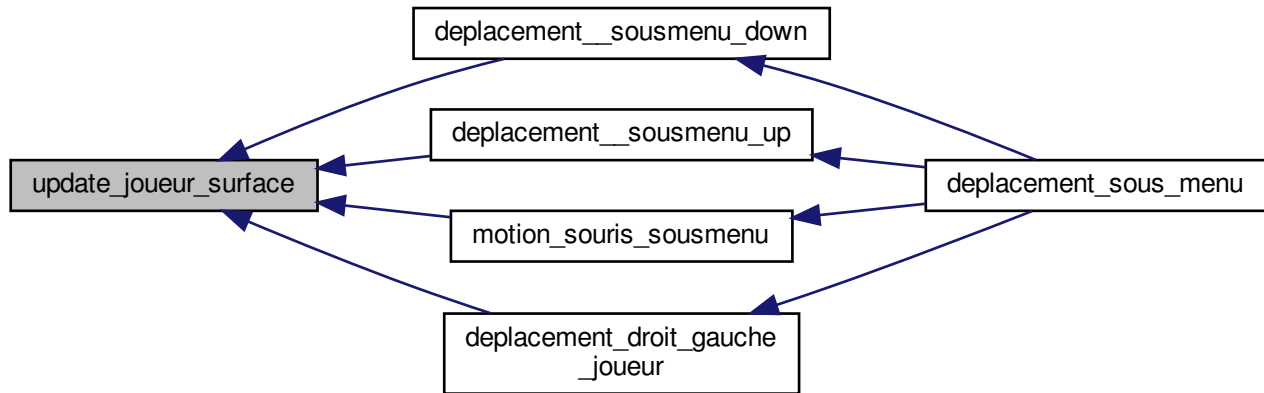 deplacement__sousmenu_down
deplacement__sousmenu_up
update_joueur_surface
deplacement_sous_menu
motion_souris_sousmenu
deplacement_droit_gauche
_joueur